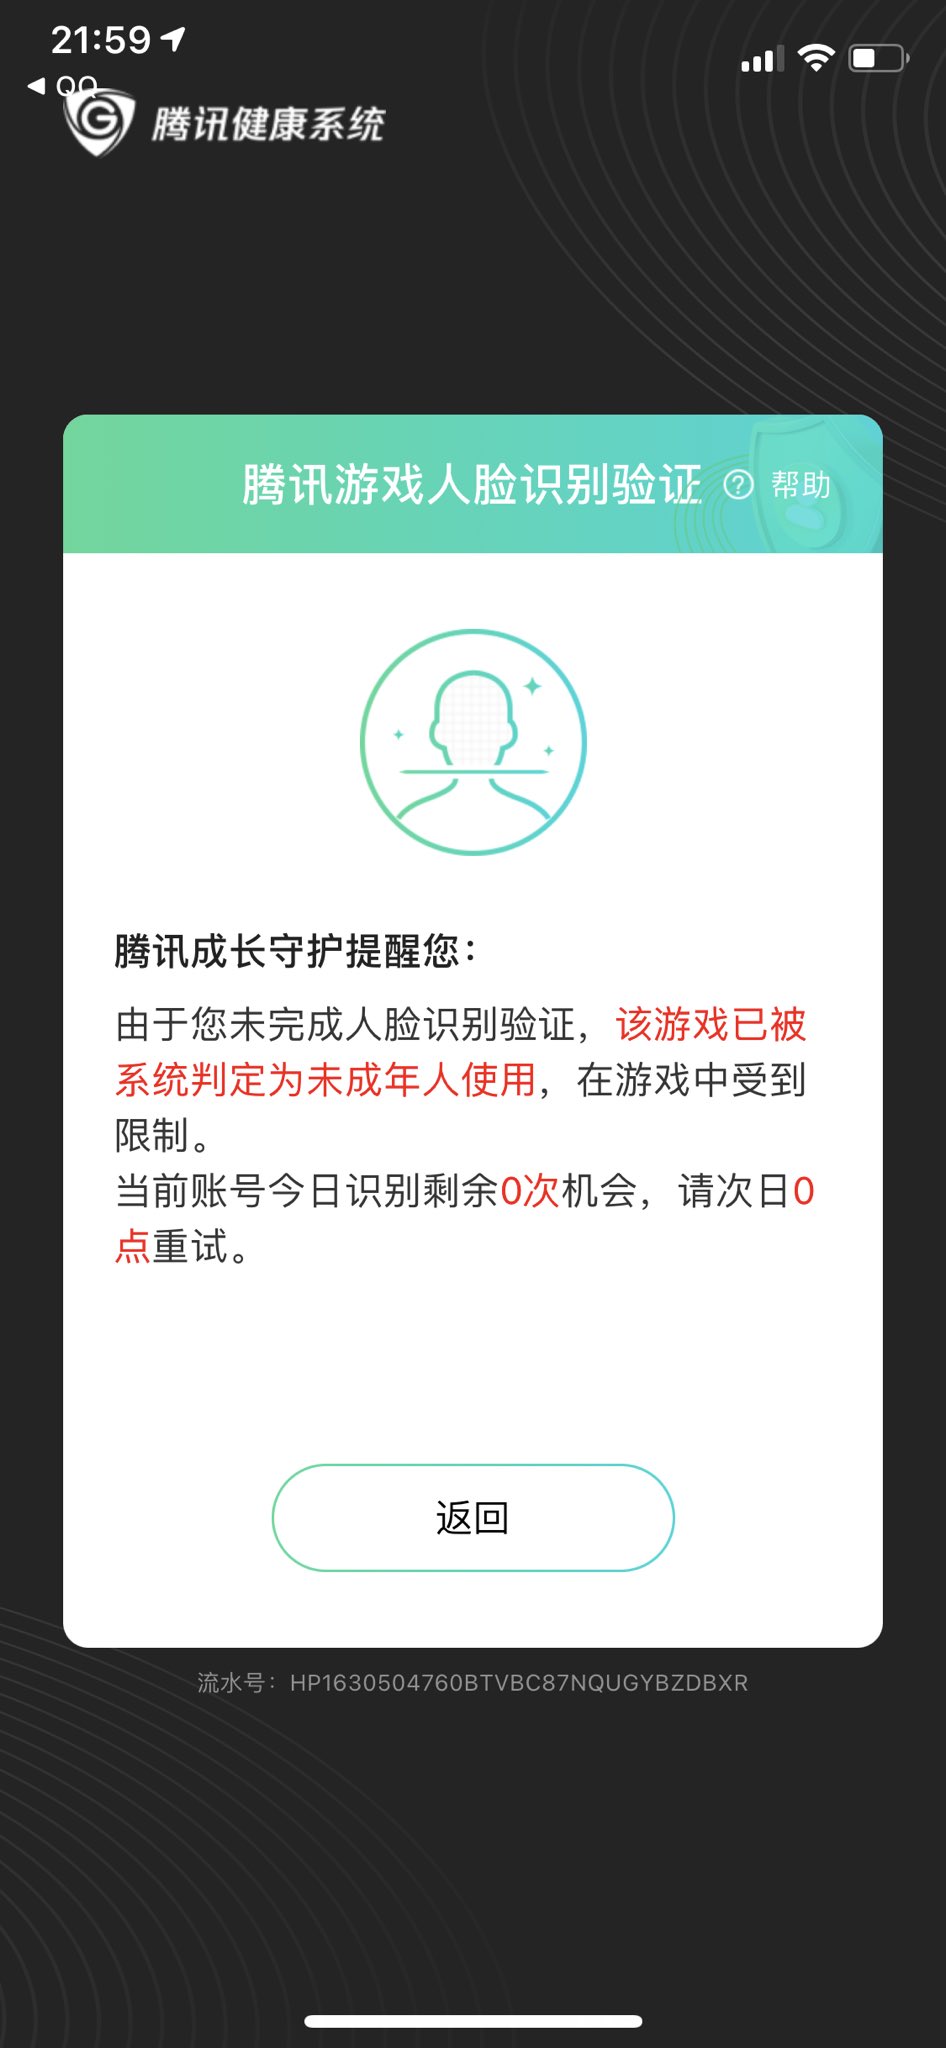 21:59
◀ QQ
腾讯健康系统
腾讯游戏人脸识别验证
? 帮助
腾讯成长守护提醒您：
由于您未完成人脸识别验证，该游戏已被
系统判定为未成年人使用，在游戏中受到
限制。
当前账号今日识别剩余0次机会，请次日0
点重试。
返回
流水号：HP1630504760BTVBC87NQUGYBZDBXR